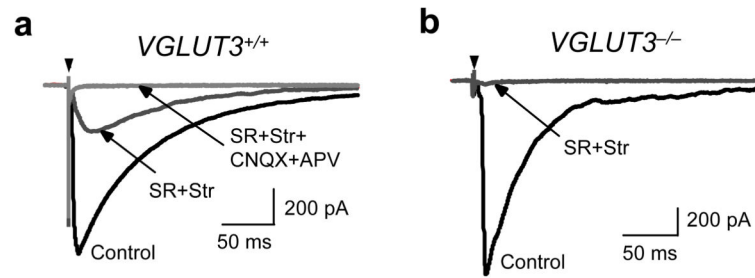 a
VGLUT3+/+
SR+Str+
CNQX+APV
SR+Str
Control
200 pA
50 ms
b
VGLUT3–/–
SR+Str
Control
200 pA
50 ms